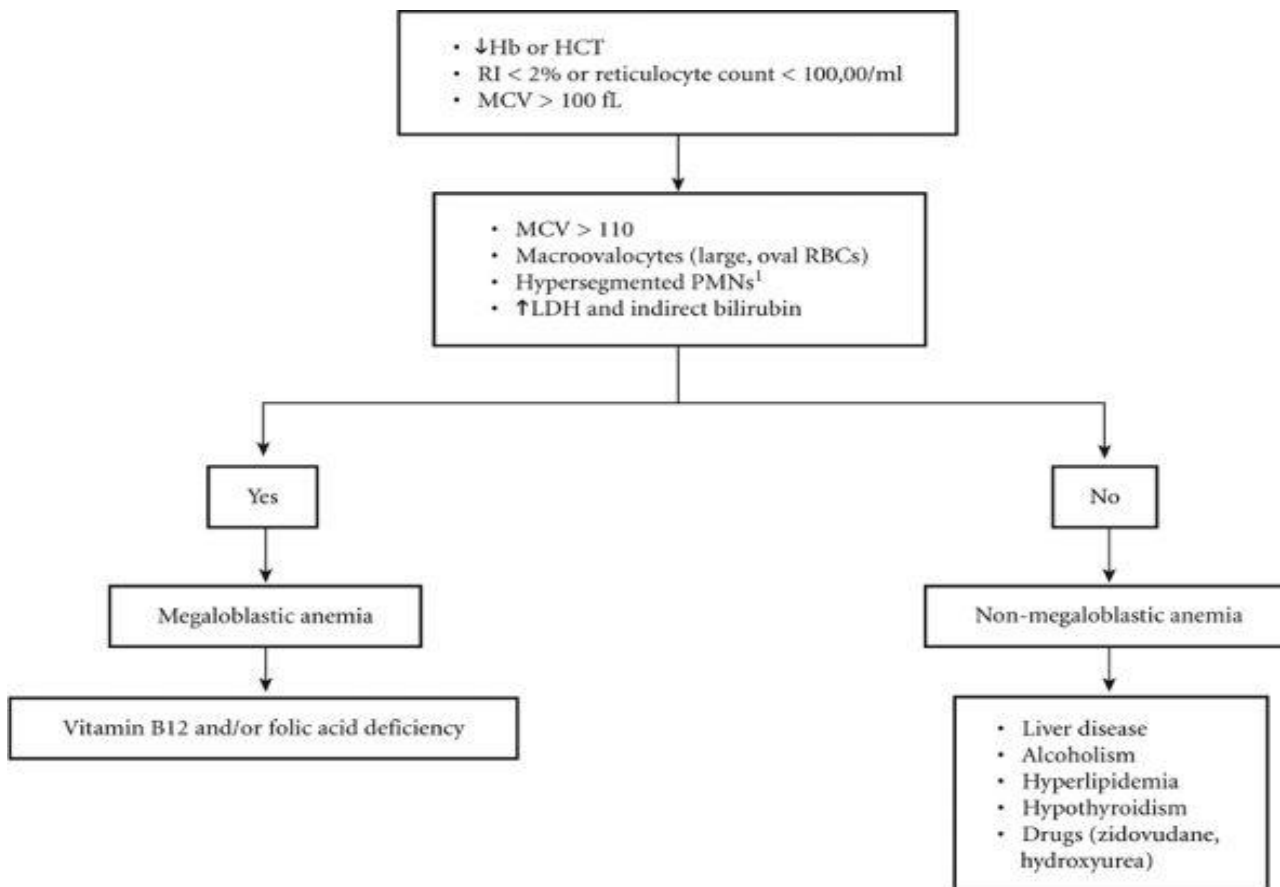 • ↓Hb or HCT
• RI < 2% or reticulocyte count < 100,00/ml
• MCV > 100 fL
• MCV > 110
• Macroovalocytes (large, oval RBCs)
• Hypersegmented PMNs¹
• ↑LDH and indirect bilirubin
Yes
No
Megaloblastic anemia
Non-megaloblastic anemia
Vitamin B12 and/or folic acid deficiency
• Liver disease
• Alcoholism
• Hyperlipidemia
• Hypothyroidism
• Drugs (zidovudane,
hydroxyurea)